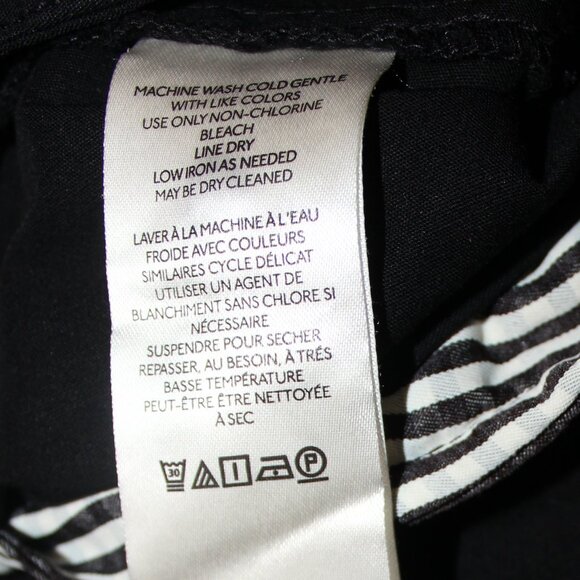 MACHINE WASH COLD GENTLE
WITH LIKE COLORS
USE ONLY NON-CHLORINE
BLEACH
LINE DRY
LOW IRON AS NEEDED
MAY BE DRY CLEANED
LAVER À LA MACHINE À L'EAU
FROIDE AVEC COULEURS
SIMILAIRES CYCLE DÉLICAT
UTILISER UN AGENT DE
BLANCHIMENT SANS CHLORE SI
NÉCESSAIRE
SUSPENDRE POUR SECHER
REPASSER, AU BESOIN, À TRÉS
BASSE TEMPÉRATURE
PEUT-ÊTRE ÊTRE NETTOYÉE
À SEC
30 P